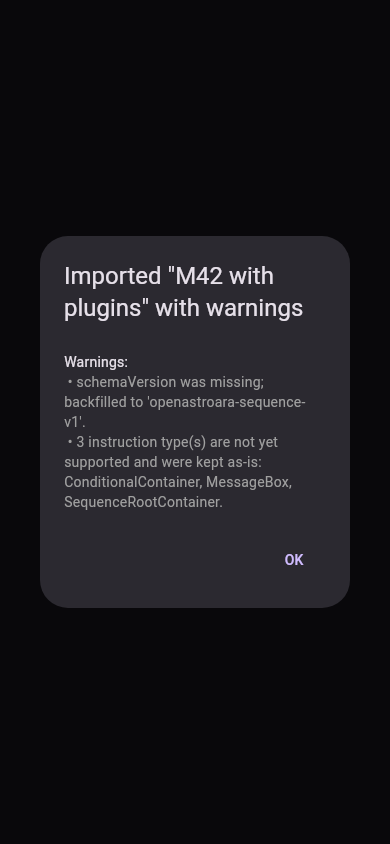 Imported "M42 with
plugins" with warnings
Warnings:
• schemaVersion was missing;
backfilled to 'openastroara-sequence-
v1'.
• 3 instruction type(s) are not yet
supported and were kept as-is:
ConditionalContainer, MessageBox,
SequenceRootContainer.
OK